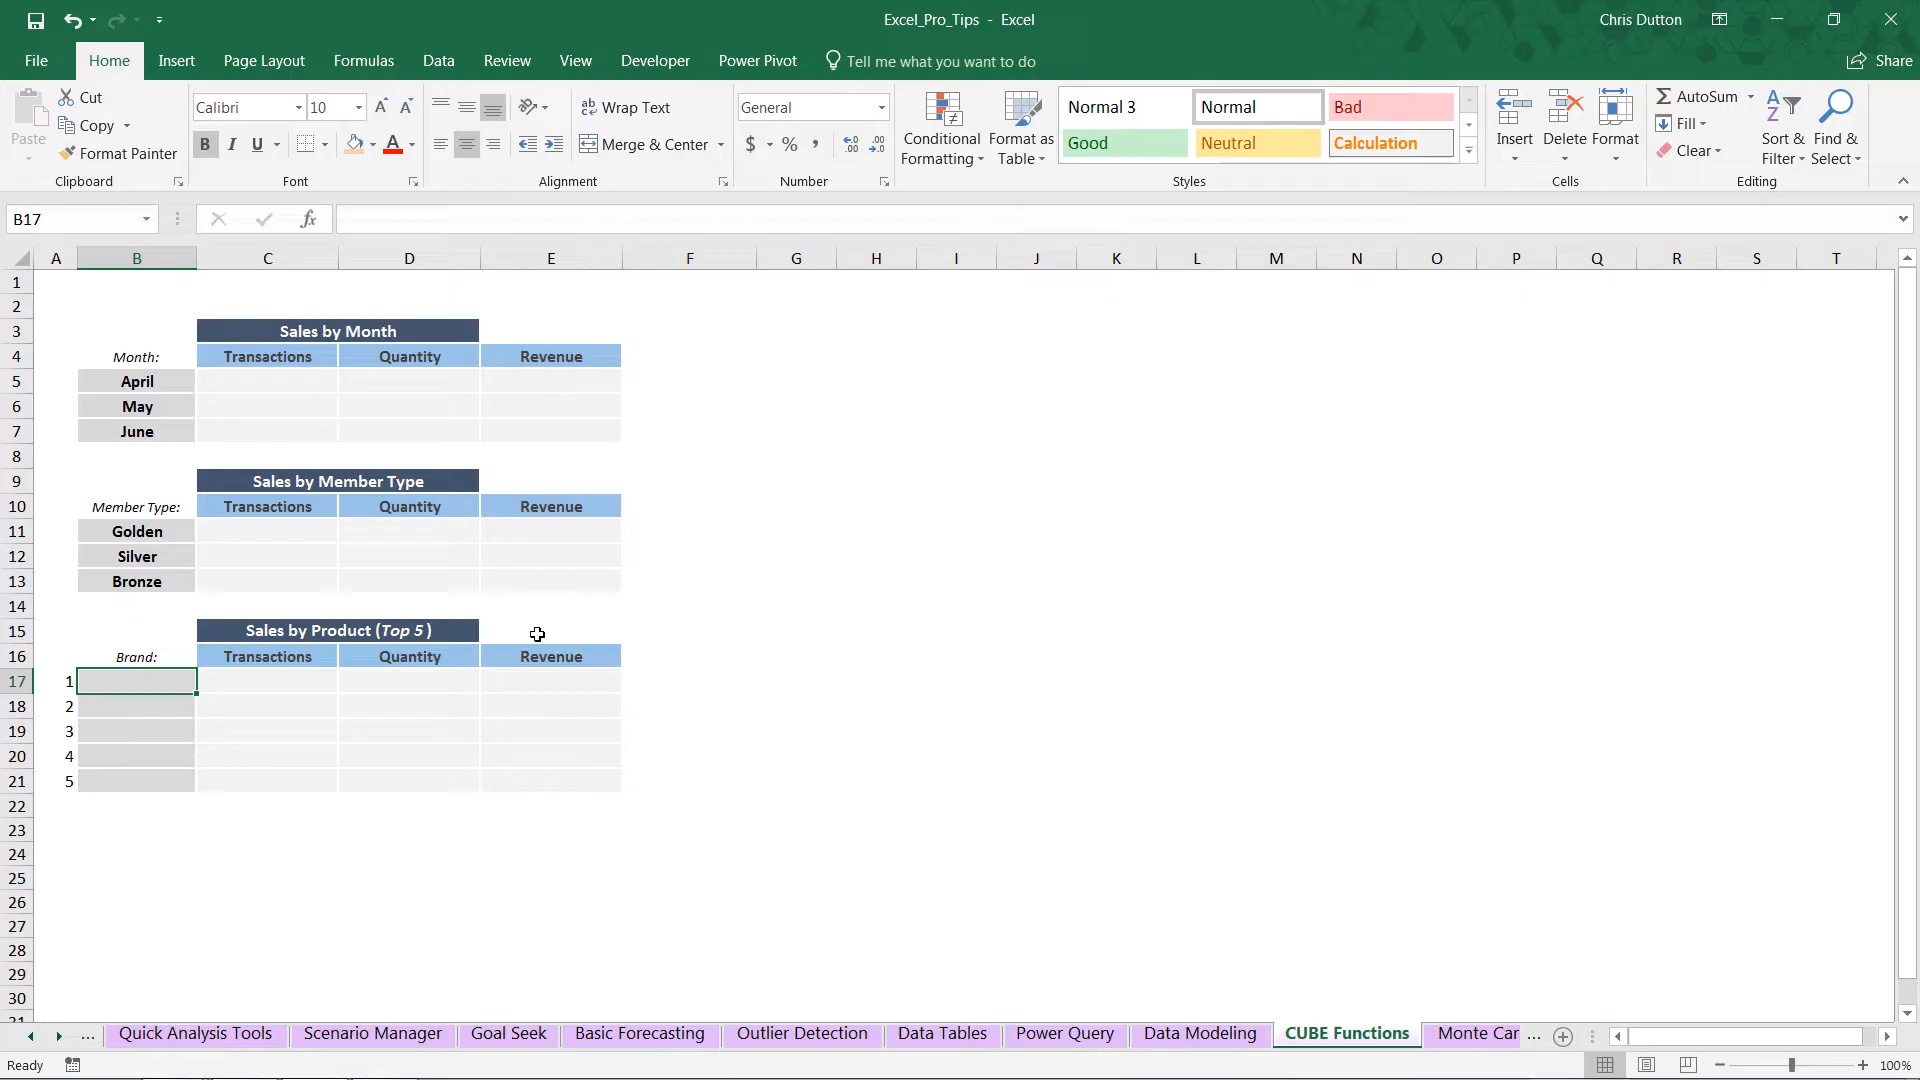 Excel_Pro_Tips - Excel
Chris Dutton
File Home Insert Page Layout Formulas Data Review View Developer Power Pivot Tell me what you want to do Share
Paste
Cut
Copy
Format Painter
Clipboard
Calibri 10
B I U A
Font
Wrap Text
Merge & Center
Alignment
General
$ % ,
Number
Conditional Formatting
Format as Table
Normal 3 Normal Bad
Good Neutral Calculation
Styles
Insert Delete Format
Cells
AutoSum
Fill
Clear
Sort & Filter
Find & Select
Editing
B17 fx
A B C D E F G H I J K L M N O P Q R S T
1
2
3 Sales by Month
4 Month: Transactions Quantity Revenue
5 April
6 May
7 June
8
9 Sales by Member Type
10 Member Type: Transactions Quantity Revenue
11 Golden
12 Silver
13 Bronze
14
15 Sales by Product (Top 5 )
16 Brand: Transactions Quantity Revenue
17 1
18 2
19 3
20 4
21 5
22
23
24
25
26
27
28
29
30
... Quick Analysis Tools Scenario Manager Goal Seek Basic Forecasting Outlier Detection Data Tables Power Query Data Modeling CUBE Functions Monte Car ...
Ready 100%